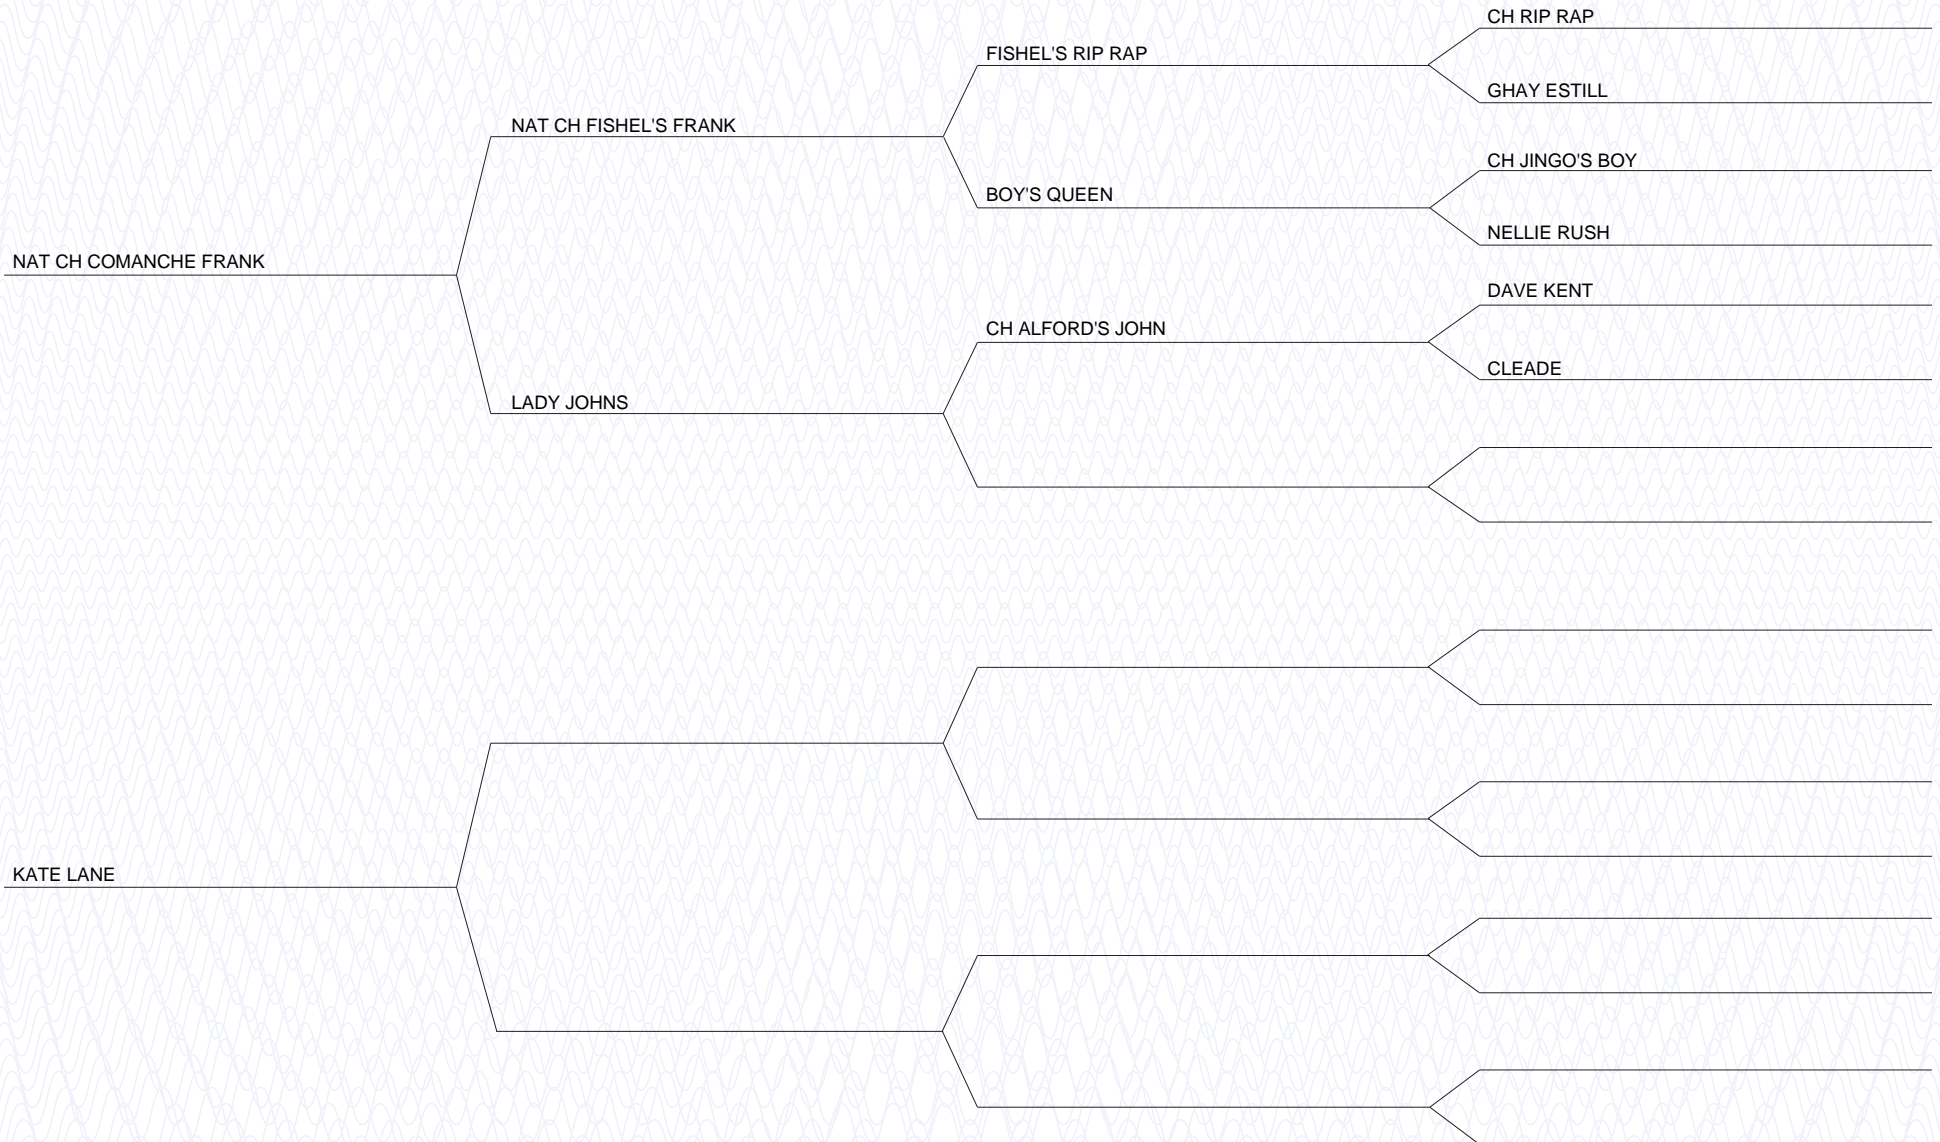 CH RIP RAP
FISHEL'S RIP RAP
GHAY ESTILL
NAT CH FISHEL'S FRANK
CH JINGO'S BOY
BOY'S QUEEN
NELLIE RUSH
NAT CH COMANCHE FRANK
DAVE KENT
CH ALFORD'S JOHN
CLEADE
LADY JOHNS
KATE LANE